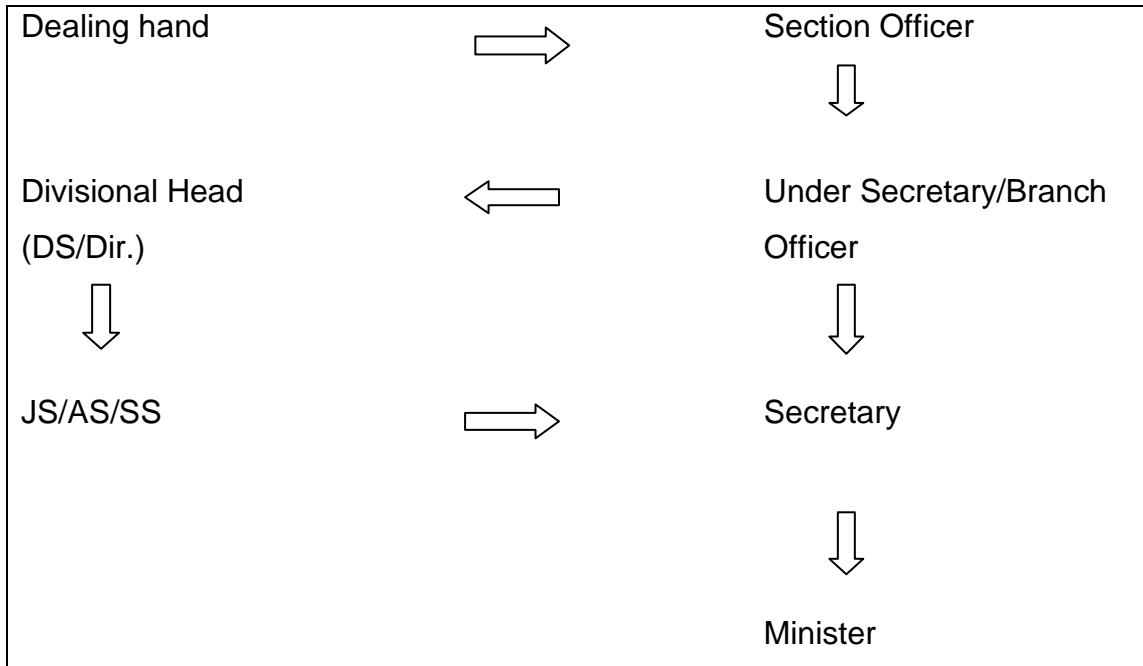 Dealing hand
Section Officer
Divisional Head
(DS/Dir.)
Under Secretary/Branch
Officer
JS/AS/SS
Secretary
Minister